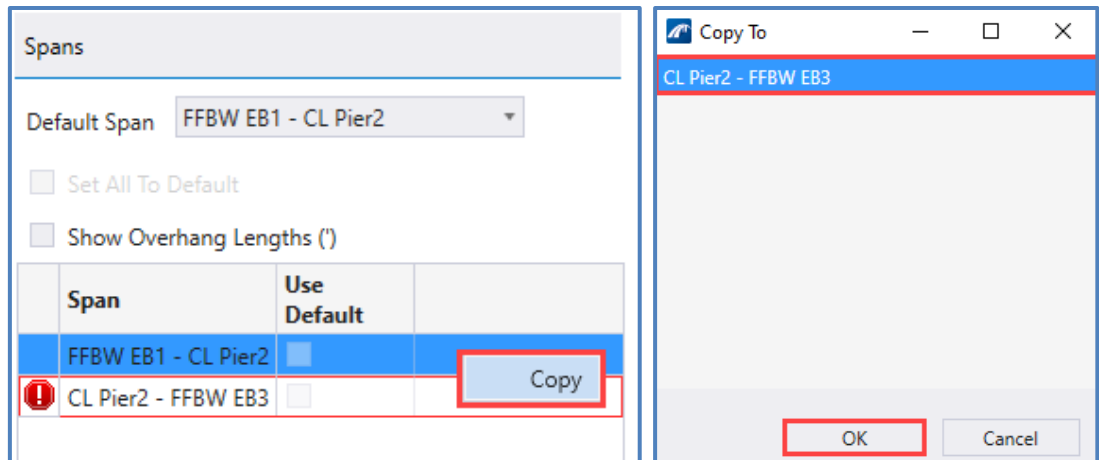 Spans
Default Span FFBW EB1 - CL Pier2
Set All To Default
Show Overhang Lengths (')
Span Use Default
FFBW EB1 - CL Pier2
Copy
CL Pier2 - FFBW EB3
Copy To
CL Pier2 - FFBW EB3
OK Cancel